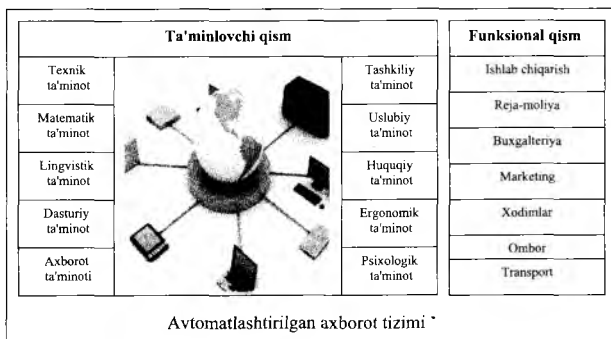 Ta'minlovchi qism
Texnik
ta'minot
Matematik
ta'minot
Lingvistik
ta'minot
Dasturiy
ta'minot
Axborot
ta'minoti
Tashkiliy
ta'minot
Uslubiy
ta'minot
Huquqiy
ta'minot
Ergonomik
ta'minot
Psixologik
ta'minot
Funksional qism
Ishlab chiqarish
Reja-moliya
Buxgalteriya
Marketing
Xodimlar
Ombor
Transport
Avtomatlashtirilgan axborot tizimi